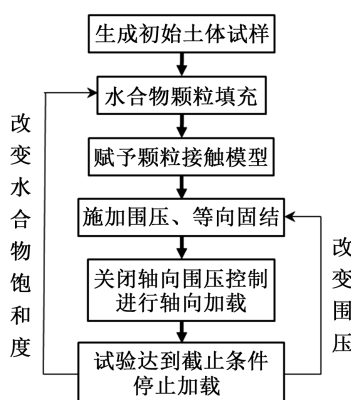 生成初始土体试样
水合物颗粒填充
赋予颗粒接触模型
施加围压、等向固结
关闭轴向围压控制
进行轴向加载
试验达到截止条件
停止加载
改变水合物饱和度
改变围压